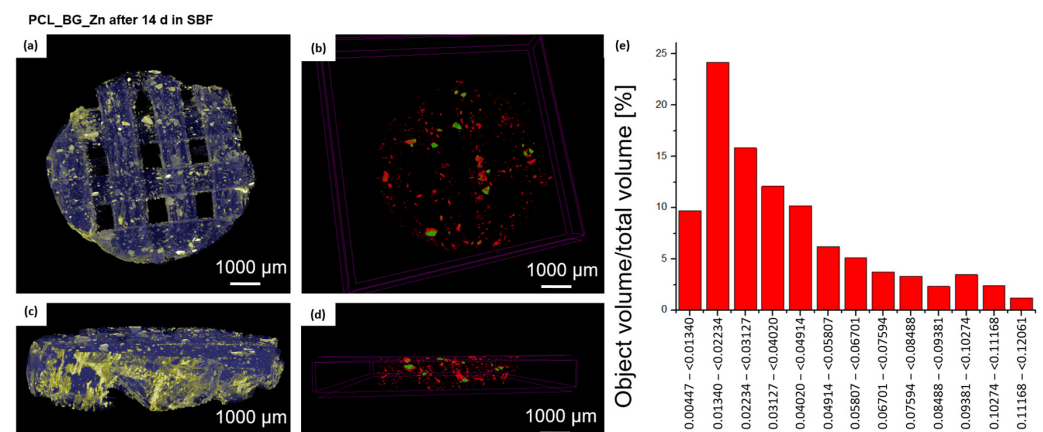 PCL_BG_Zn after 14 d in SBF
(a)
1000 µm
(b)
1000 µm
(c)
1000 µm
(d)
1000 µm
(e)
Object volume/total volume [%]
25
20
15
10
5
0
0.00447 – <0.01340
0.01340 – <0.02234
0.02234 – <0.03127
0.03127 – <0.04020
0.04020 – <0.04914
0.04914 – <0.05807
0.05807 – <0.06701
0.06701 – <0.07594
0.07594 – <0.08488
0.08488 – <0.09381
0.09381 – <0.10274
0.10274 – <0.11168
0.11168 – <0.12061